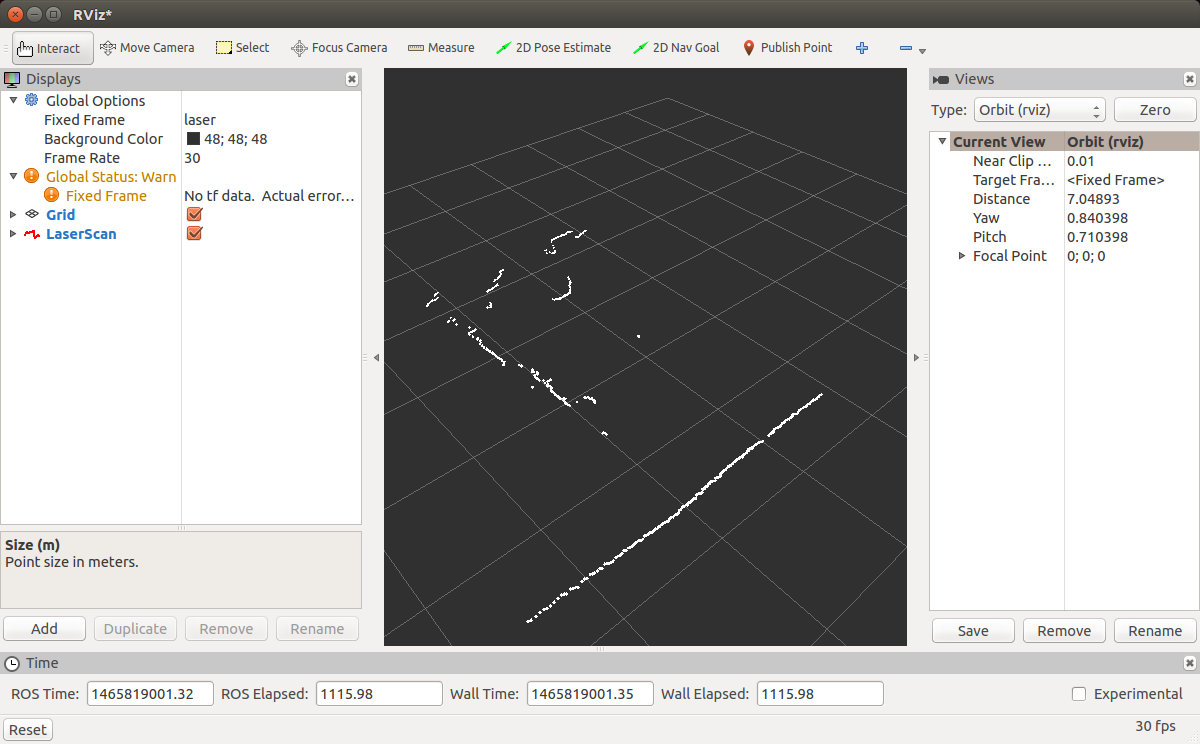 RViz*
Interact Move Camera Select Focus Camera Measure 2D Pose Estimate 2D Nav Goal Publish Point
Displays
Global Options
Fixed Frame laser
Background Color 48; 48; 48
Frame Rate 30
Global Status: Warn
Fixed Frame No tf data.  Actual error...
Grid
LaserScan
Size (m)
Point size in meters.
Add Duplicate Remove Rename
Views
Type: Orbit (rviz) Zero
Current View Orbit (rviz)
Near Clip ... 0.01
Target Fra... <Fixed Frame>
Distance 7.04893
Yaw 0.840398
Pitch 0.710398
Focal Point 0; 0; 0
Save Remove Rename
Time
ROS Time: 1465819001.32 ROS Elapsed: 1115.98 Wall Time: 1465819001.35 Wall Elapsed: 1115.98 Experimental
Reset 30 fps